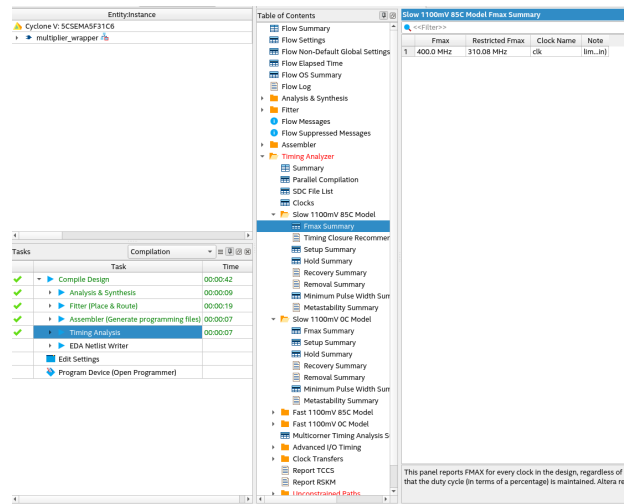 Entity:Instance
Cyclone V: 5CSEMA5F31C6
multiplier_wrapper
Tasks
Compilation
Task Time
Compile Design 00:00:42
Analysis & Synthesis 00:00:09
Fitter (Place & Route) 00:00:19
Assembler (Generate programming files) 00:00:07
Timing Analysis 00:00:07
EDA Netlist Writer
Edit Settings
Program Device (Open Programmer)
Table of Contents
Flow Summary
Flow Settings
Flow Non-Default Global Settings
Flow Elapsed Time
Flow OS Summary
Flow Log
Analysis & Synthesis
Fitter
Flow Messages
Flow Suppressed Messages
Assembler
Timing Analyzer
Summary
Parallel Compilation
SDC File List
Clocks
Slow 1100mV 85C Model
Fmax Summary
Timing Closure Recommen
Setup Summary
Hold Summary
Recovery Summary
Removal Summary
Minimum Pulse Width Sum
Metastability Summary
Slow 1100mV 0C Model
Fmax Summary
Setup Summary
Hold Summary
Recovery Summary
Removal Summary
Minimum Pulse Width Sum
Metastability Summary
Fast 1100mV 85C Model
Fast 1100mV 0C Model
Multicorner Timing Analysis S
Advanced I/O Timing
Clock Transfers
Report TCCS
Report RSKM
Unconstrained Paths
Slow 1100mV 85C Model Fmax Summary
<<Filter>>
Fmax Restricted Fmax Clock Name Note
1 400.0 MHz 310.08 MHz clk lim...in)
This panel reports FMAX for every clock in the design, regardless of
that the duty cycle (in terms of a percentage) is maintained. Altera re